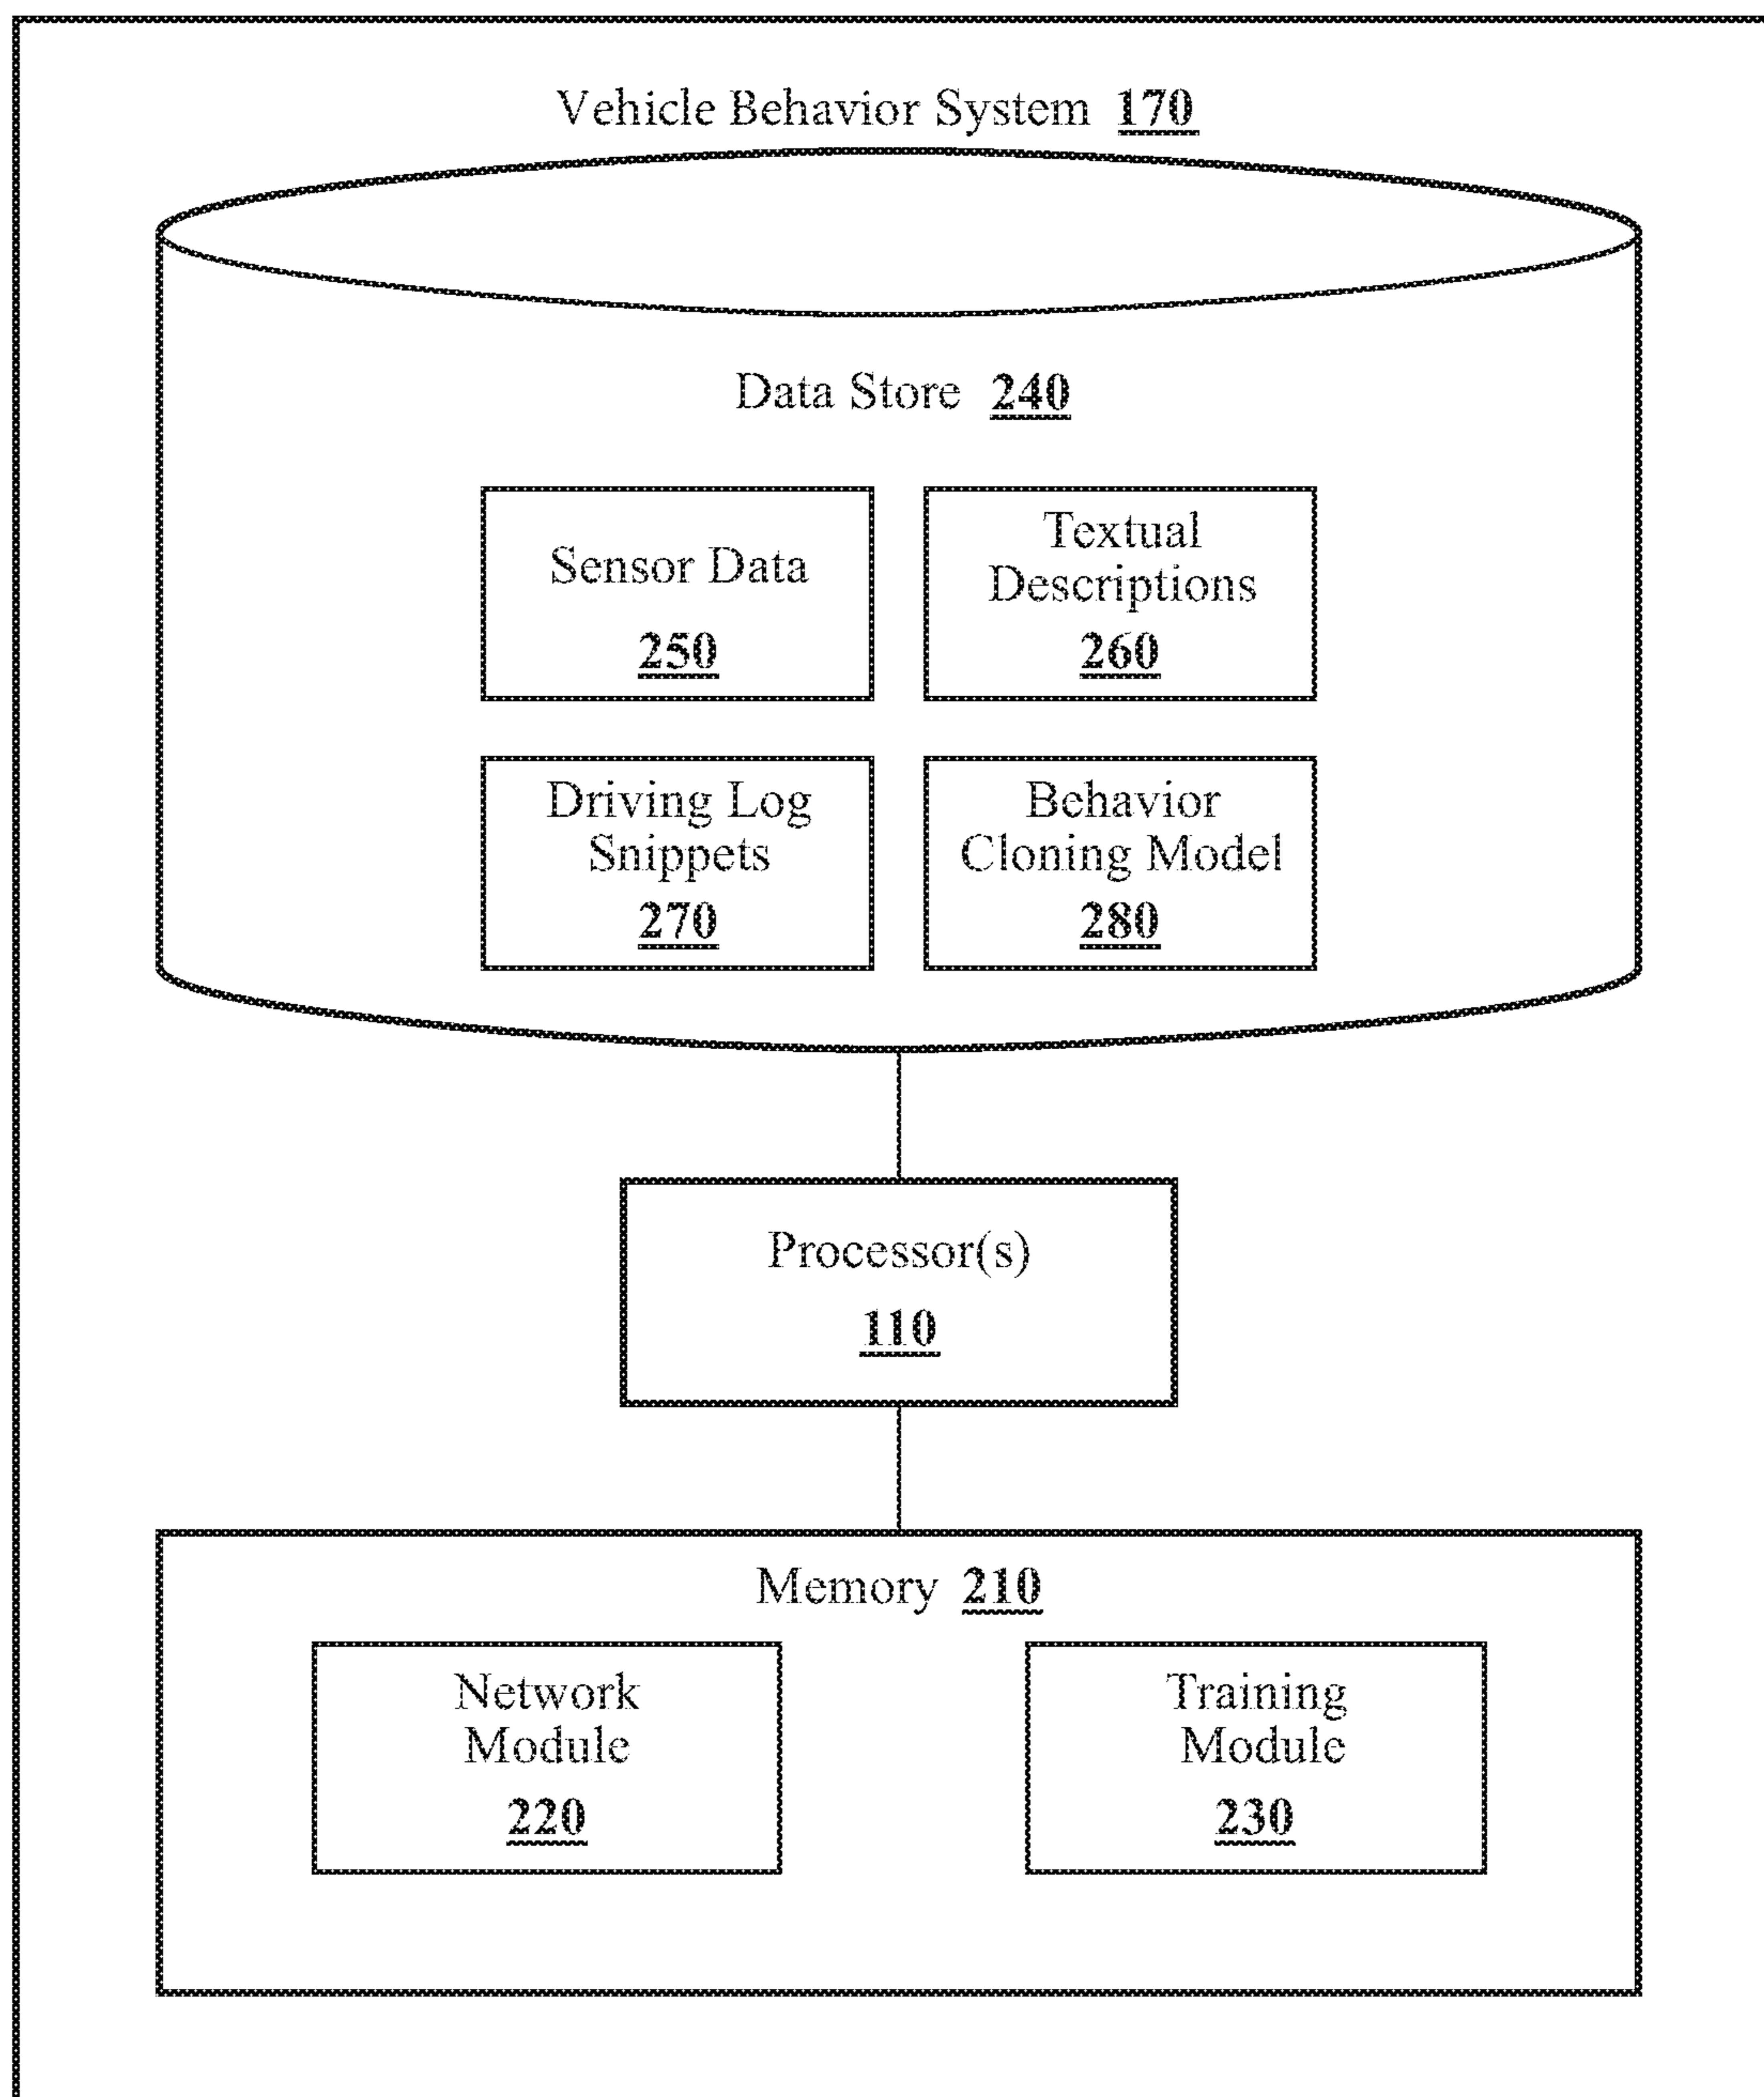 Vehicle Behavior System 170
Data Store 240
Sensor Data
250
Textual
Descriptions
260
Driving Log
Snippets
270
Behavior
Cloning Model
280
Processor(s)
110
Memory 210
Network
Module
220
Training
Module
230